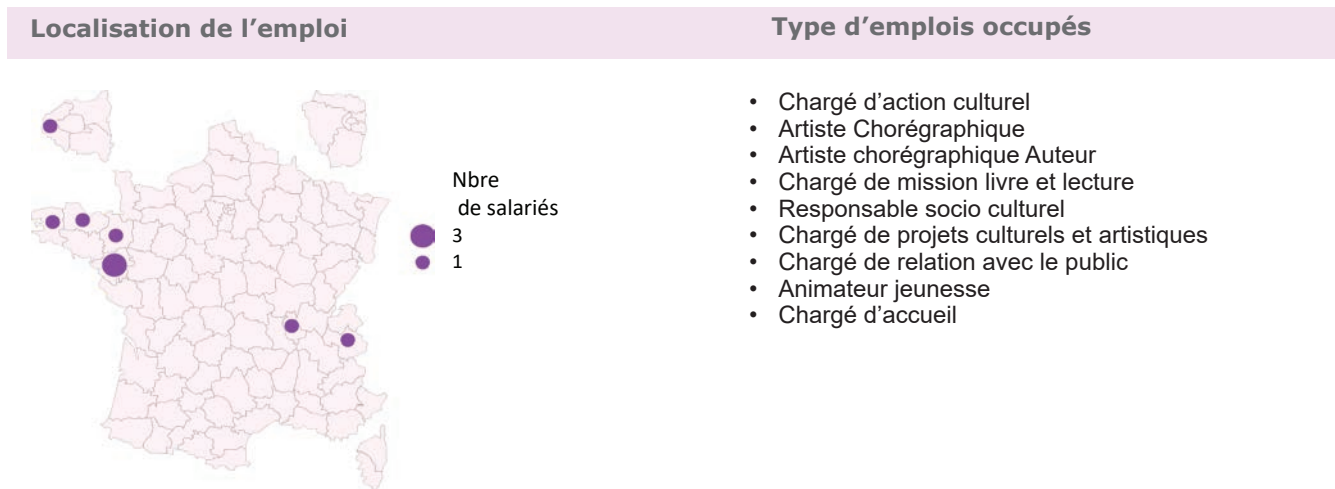 Localisation de l’emploi
Type d’emplois occupés
Nbre
de salariés
3
1
• Chargé d’action culturel
• Artiste Chorégraphique
• Artiste chorégraphique Auteur
• Chargé de mission livre et lecture
• Responsable socio culturel
• Chargé de projets culturels et artistiques
• Chargé de relation avec le public
• Animateur jeunesse
• Chargé d’accueil